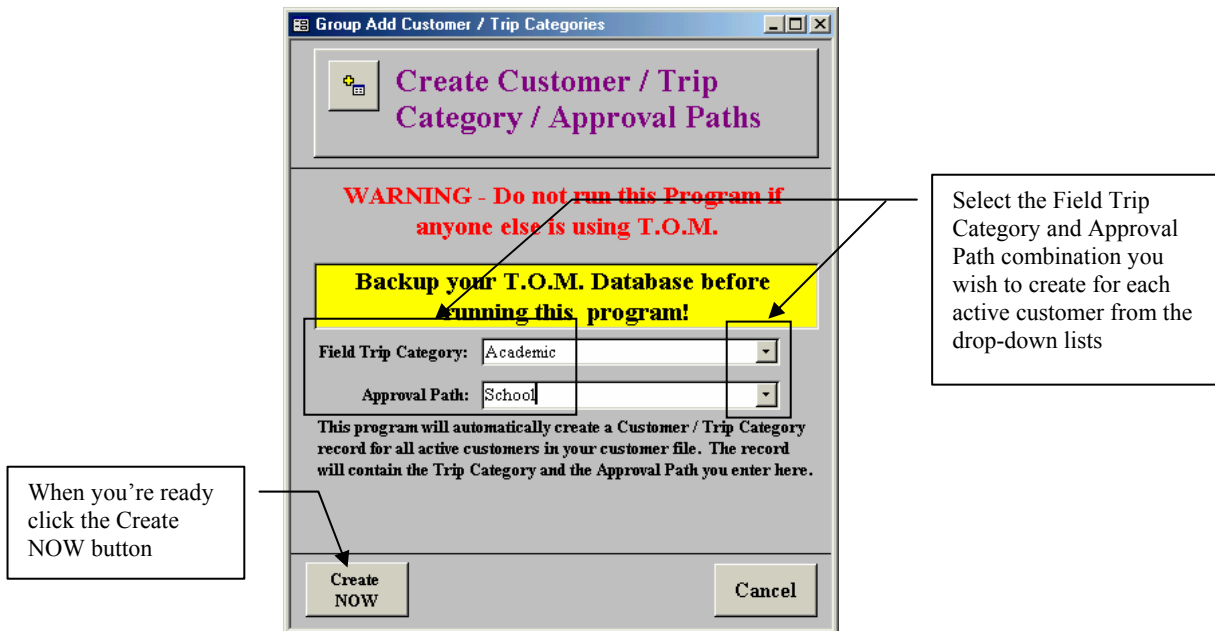 Group Add Customer / Trip Categories
Create Customer / Trip
Category / Approval Paths
WARNING - Do not run this Program if
anyone else is using T.O.M.
Backup your T.O.M. Database before
running this program!
Field Trip Category: Academic
Approval Path: School
This program will automatically create a Customer / Trip Category
record for all active customers in your customer file. The record
will contain the Trip Category and the Approval Path you enter here.
Create
NOW
Cancel
Select the Field Trip
Category and Approval
Path combination you
wish to create for each
active customer from the
drop-down lists
When you’re ready
click the Create
NOW button